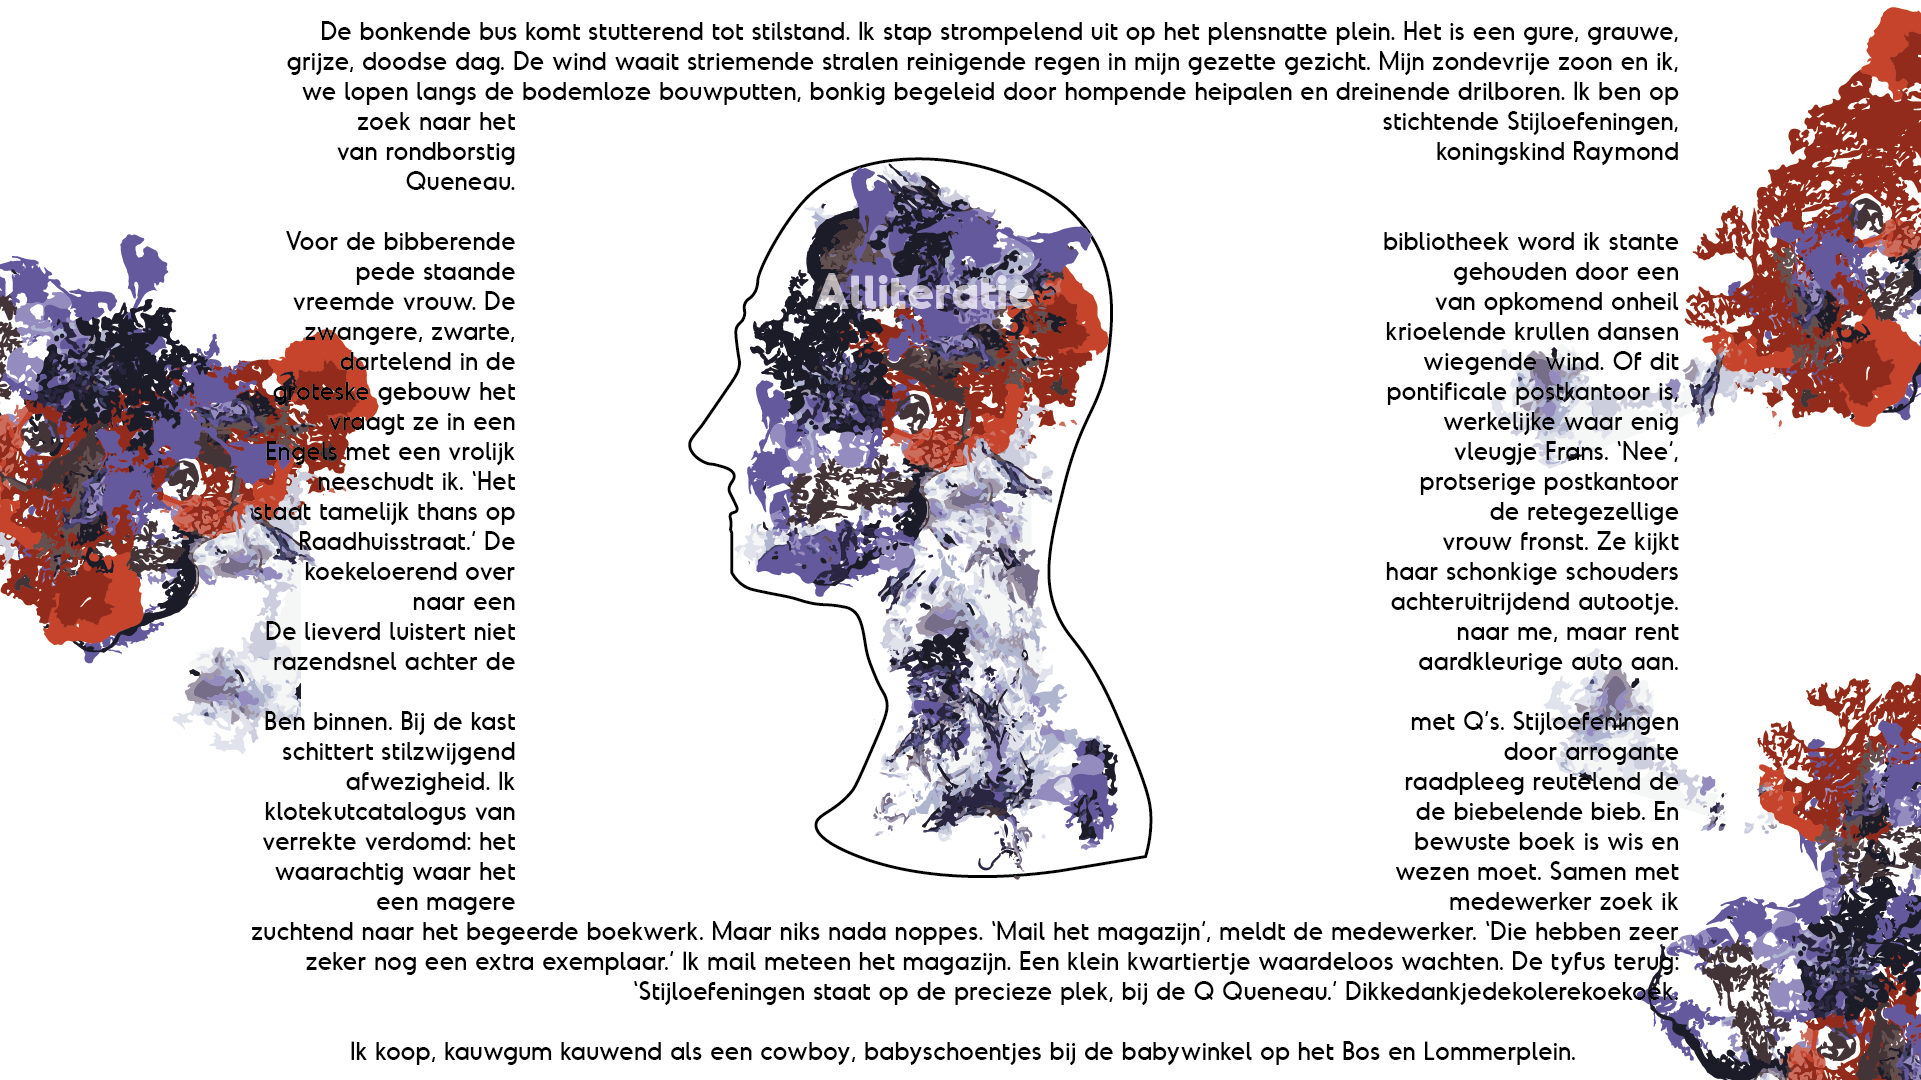 De bonkende bus komt stutterend tot stilstand. Ik stap strompelend uit op het plensnatte plein. Het is een gure, grauwe,
grijze, doodse dag. De wind waait striemende stralen reinigende regen in mijn gezette gezicht. Mijn zondevrije zoon en ik,
we lopen langs de bodemloze bouwputten, bonkig begeleid door hompende heipalen en dreinende drilboren. Ik ben op
zoek naar het stichtende Stijloefeningen,
van rondborstig koningskind Raymond
Queneau.
Voor de bibberende bibliotheek word ik stante
pede staande gehouden door een
vreemde vrouw. De van opkomend onheil
zwangere, zwarte, krioelende krullen dansen
dartelend in de wiegende wind. Of dit
groteske gebouw het pontificale postkantoor is,
vraagt ze in een werkelijke waar enig
Engels met een vrolijk vleugje Frans. ‘Nee’,
neeschudt ik. ‘Het protserige postkantoor
staat tamelijk thans op de retegezellige
Raadhuisstraat.’ De vrouw fronst. Ze kijkt
koekeloerend over haar schonkige schouders
naar een achteruitrijdend autootje.
De lieverd luistert niet naar me, maar rent
razendsnel achter de aardkleurige auto aan.
Ben binnen. Bij de kast met Q’s. Stijloefeningen
schittert stilzwijgend door arrogante
afwezigheid. Ik raadpleeg reutelend de
klotekutcatalogus van de biebelende bieb. En
verrekte verdomd: het bewuste boek is wis en
waarachtig waar het wezen moet. Samen met
een magere medewerker zoek ik
zuchtend naar het begeerde boekwerk. Maar niks nada noppes. ‘Mail het magazijn’, meldt de medewerker. ‘Die hebben zeer
zeker nog een extra exemplaar.’ Ik mail meteen het magazijn. Een klein kwartiertje waardeloos wachten. De tyfus terug:
‘Stijloefeningen staat op de precieze plek, bij de Q Queneau.’ Dikkedankjedekolerekoekoek.
Ik koop, kauwgum kauwend als een cowboy, babyschoentjes bij de babywinkel op het Bos en Lommerplein.
Alliteratie